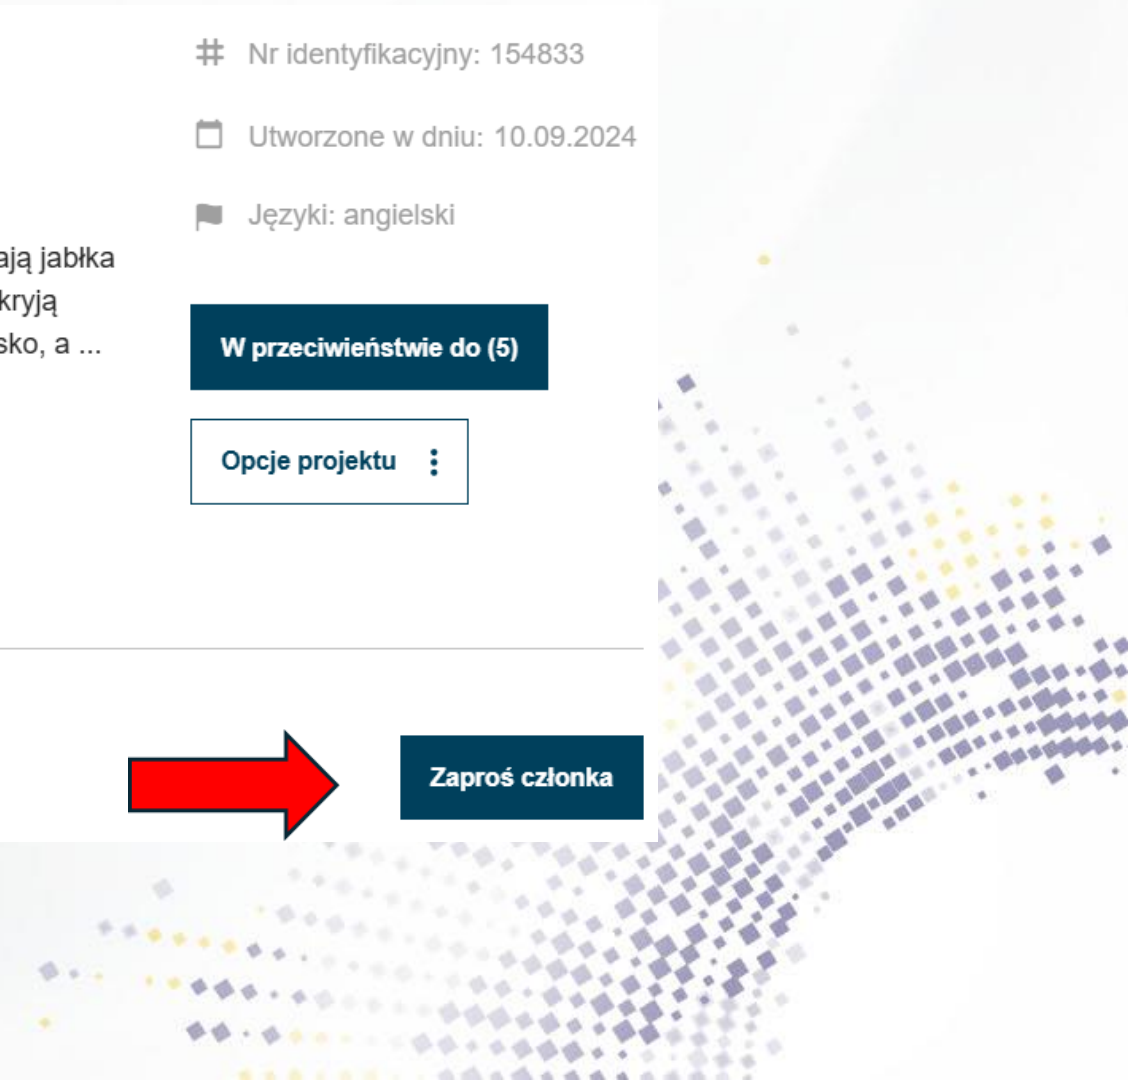 Nr identyfikacyjny: 154833
Utworzone w dniu: 10.09.2024
Języki: angielski
ają jabłka
kryją
sko, a ...
W przeciwieństwie do (5)
Opcje projektu
Zaproś członka